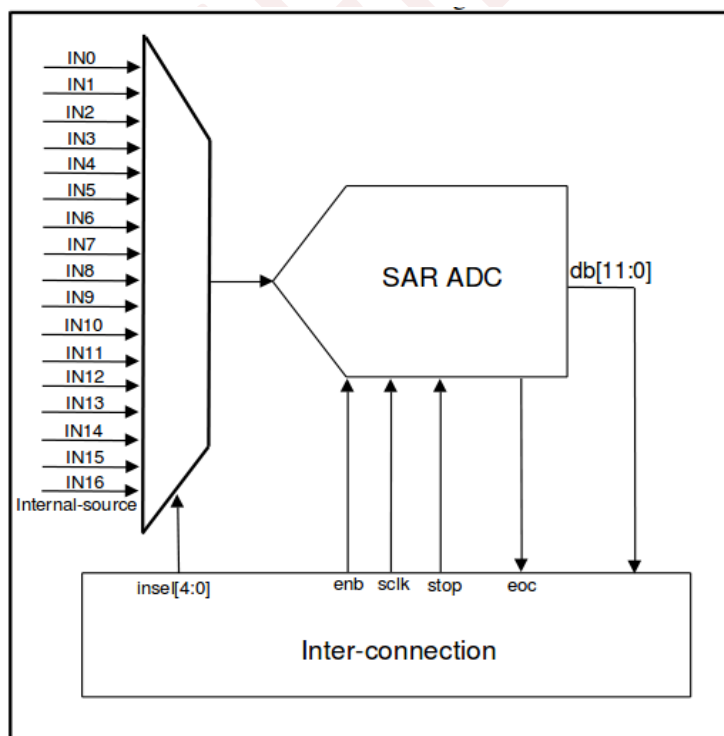 IN0
IN1
IN2
IN3
IN4
IN5
IN6
IN7
IN8
IN9
IN10
IN11
IN12
IN13
IN14
IN15
IN16
Internal-source
SAR ADC
db[11:0]
insel[4:0]
enb
sclk
stop
eoc
Inter-connection